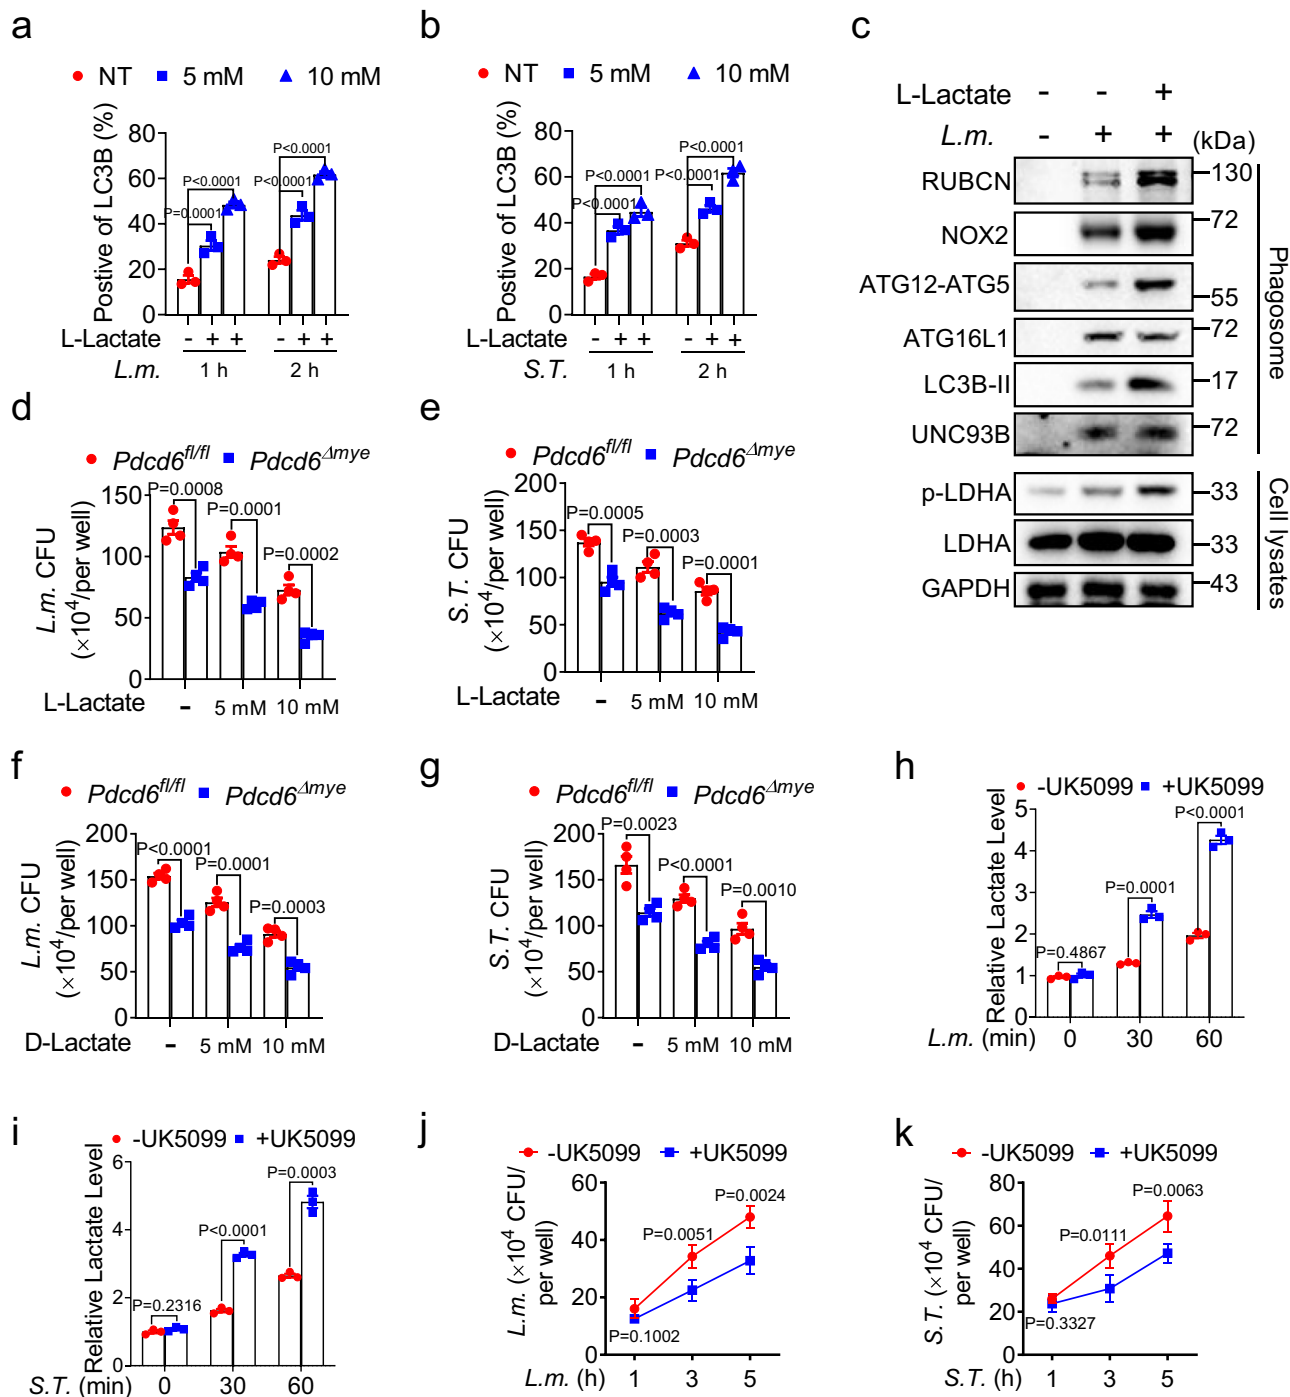 a
NT 5 mM 10 mM
Postive of LC3B (%)
80
60
40
20
0
P<0.0001
P=0.0001
P<0.0001
P<0.0001
L-Lactate - + + - + +
L.m. 1 h 2 h
b
NT 5 mM 10 mM
Postive of LC3B (%)
80
60
40
20
0
P<0.0001
P<0.0001
P<0.0001
P<0.0001
L-Lactate - + + - + +
S.T. 1 h 2 h
c
L-Lactate - - +
L.m. - + + (kDa)
RUBCN 130
NOX2 72
ATG12-ATG5 55
ATG16L1 72
LC3B-II 17
UNC93B 72
Phagosome
p-LDHA 33
LDHA 33
GAPDH 43
Cell lysates
d
Pdcd6fl/fl Pdcd6Δmye
L.m. CFU
(×10⁴/per well)
150
100
50
0
P=0.0008
P=0.0001
P=0.0002
L-Lactate - 5 mM 10 mM
e
Pdcd6fl/fl Pdcd6Δmye
S.T. CFU
(×10⁴/per well)
200
150
100
50
0
P=0.0005
P=0.0003
P=0.0001
L-Lactate - 5 mM 10 mM
f
Pdcd6fl/fl Pdcd6Δmye
L.m. CFU
(×10⁴/per well)
200
150
100
50
0
P<0.0001
P=0.0001
P=0.0003
D-Lactate - 5 mM 10 mM
g
Pdcd6fl/fl Pdcd6Δmye
S.T. CFU
(×10⁴/per well)
200
150
100
50
0
P=0.0023
P<0.0001
P=0.0010
D-Lactate - 5 mM 10 mM
h
-UK5099 +UK5099
Relative Lactate Level
5
4
3
2
1
0
P=0.4867
P=0.0001
P<0.0001
L.m. (min) 0 30 60
i
-UK5099 +UK5099
Relative Lactate Level
6
4
2
0
P=0.2316
P<0.0001
P=0.0003
S.T. (min) 0 30 60
j
-UK5099 +UK5099
L.m. (×10⁴ CFU/
per well)
60
40
20
0
P=0.1002
P=0.0051
P=0.0024
L.m. (h) 1 3 5
k
-UK5099 +UK5099
S.T. (×10⁴ CFU/
per well)
80
60
40
20
0
P=0.3327
P=0.0111
P=0.0063
S.T. (h) 1 3 5